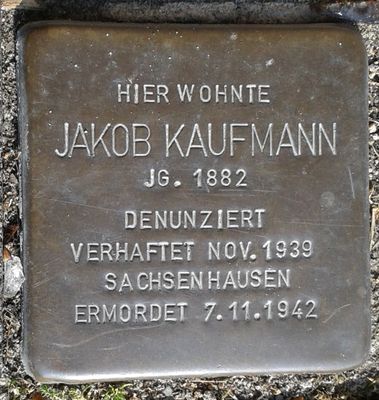 HIER WOHNTE
JAKOB KAUFMANN
JG. 1882
DENUNZIERT
VERHAFTET NOV. 1939
SACHSENHAUSEN
ERMORDET 7.11.1942